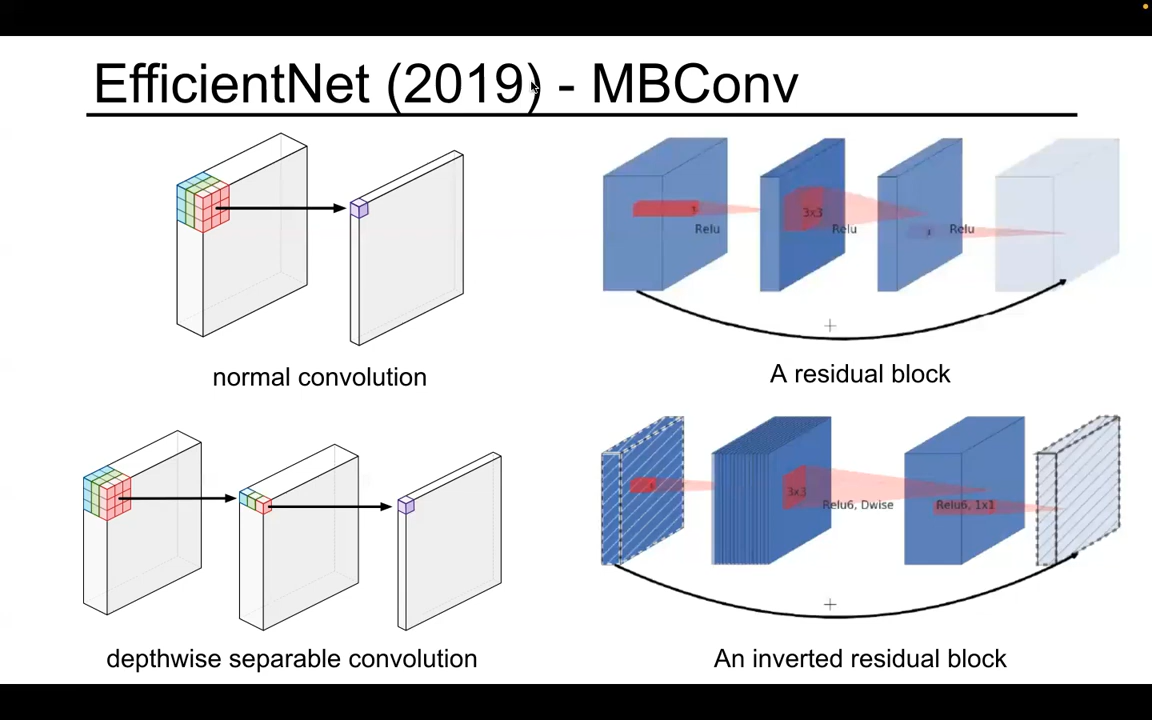 EfficientNet (2019) - MBConv
Relu
3x3
Relu
Relu
+
normal convolution
A residual block
3x3
Relu6, Dwise
Relu6, 1x1
+
depthwise separable convolution
An inverted residual block